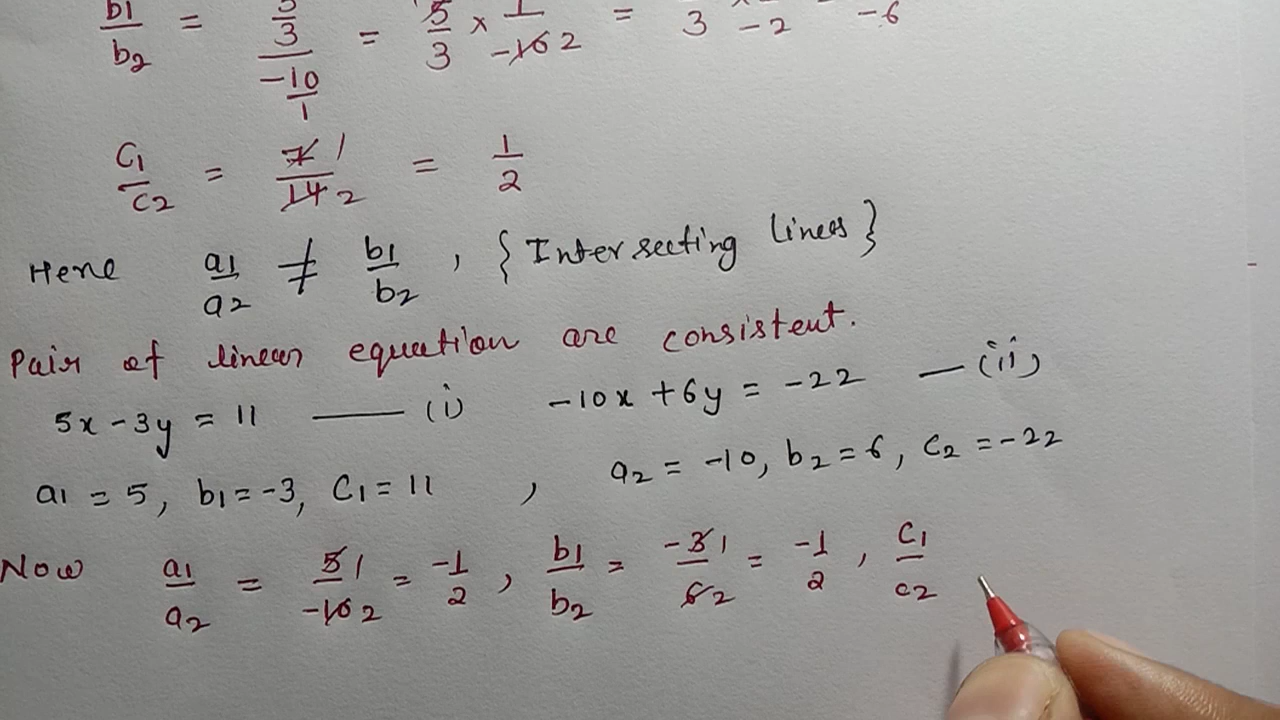 b1/b2 = 5/3 / -10/1 = 5/3 × 1/-10 2 = 3 × -2 -6
C1/C2 = 7 1/14 2 = 1/2
Here a1/a2 ≠ b1/b2 , {Intersecting lines}
Pair of linear equation are consistent.
5x - 3y = 11 —— (i) -10x + 6y = -22 — (ii)
a1 = 5, b1 = -3, C1 = 11 , a2 = -10, b2 = 6, C2 = -22
Now a1/a2 = 5 1/-10 2 = -1/2 , b1/b2 = -3 1/6 2 = -1/2 , C1/C2